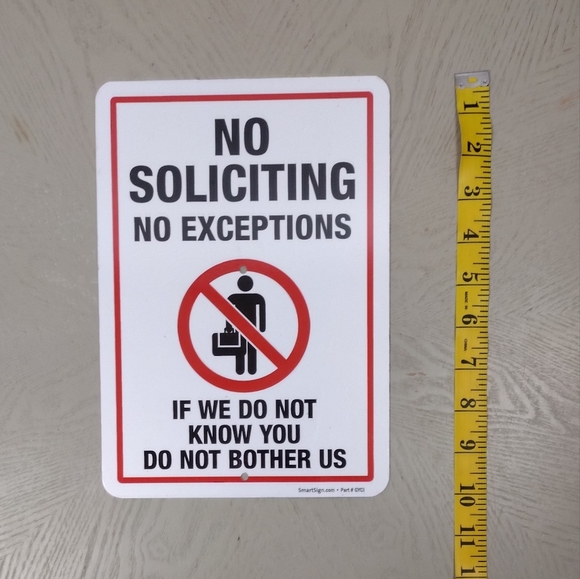 NO
SOLICITING
NO EXCEPTIONS
IF WE DO NOT
KNOW YOU
DO NOT BOTHER US
SmartSign.com • Part #
1
2
3
4
5
6
7
8
9
10
11